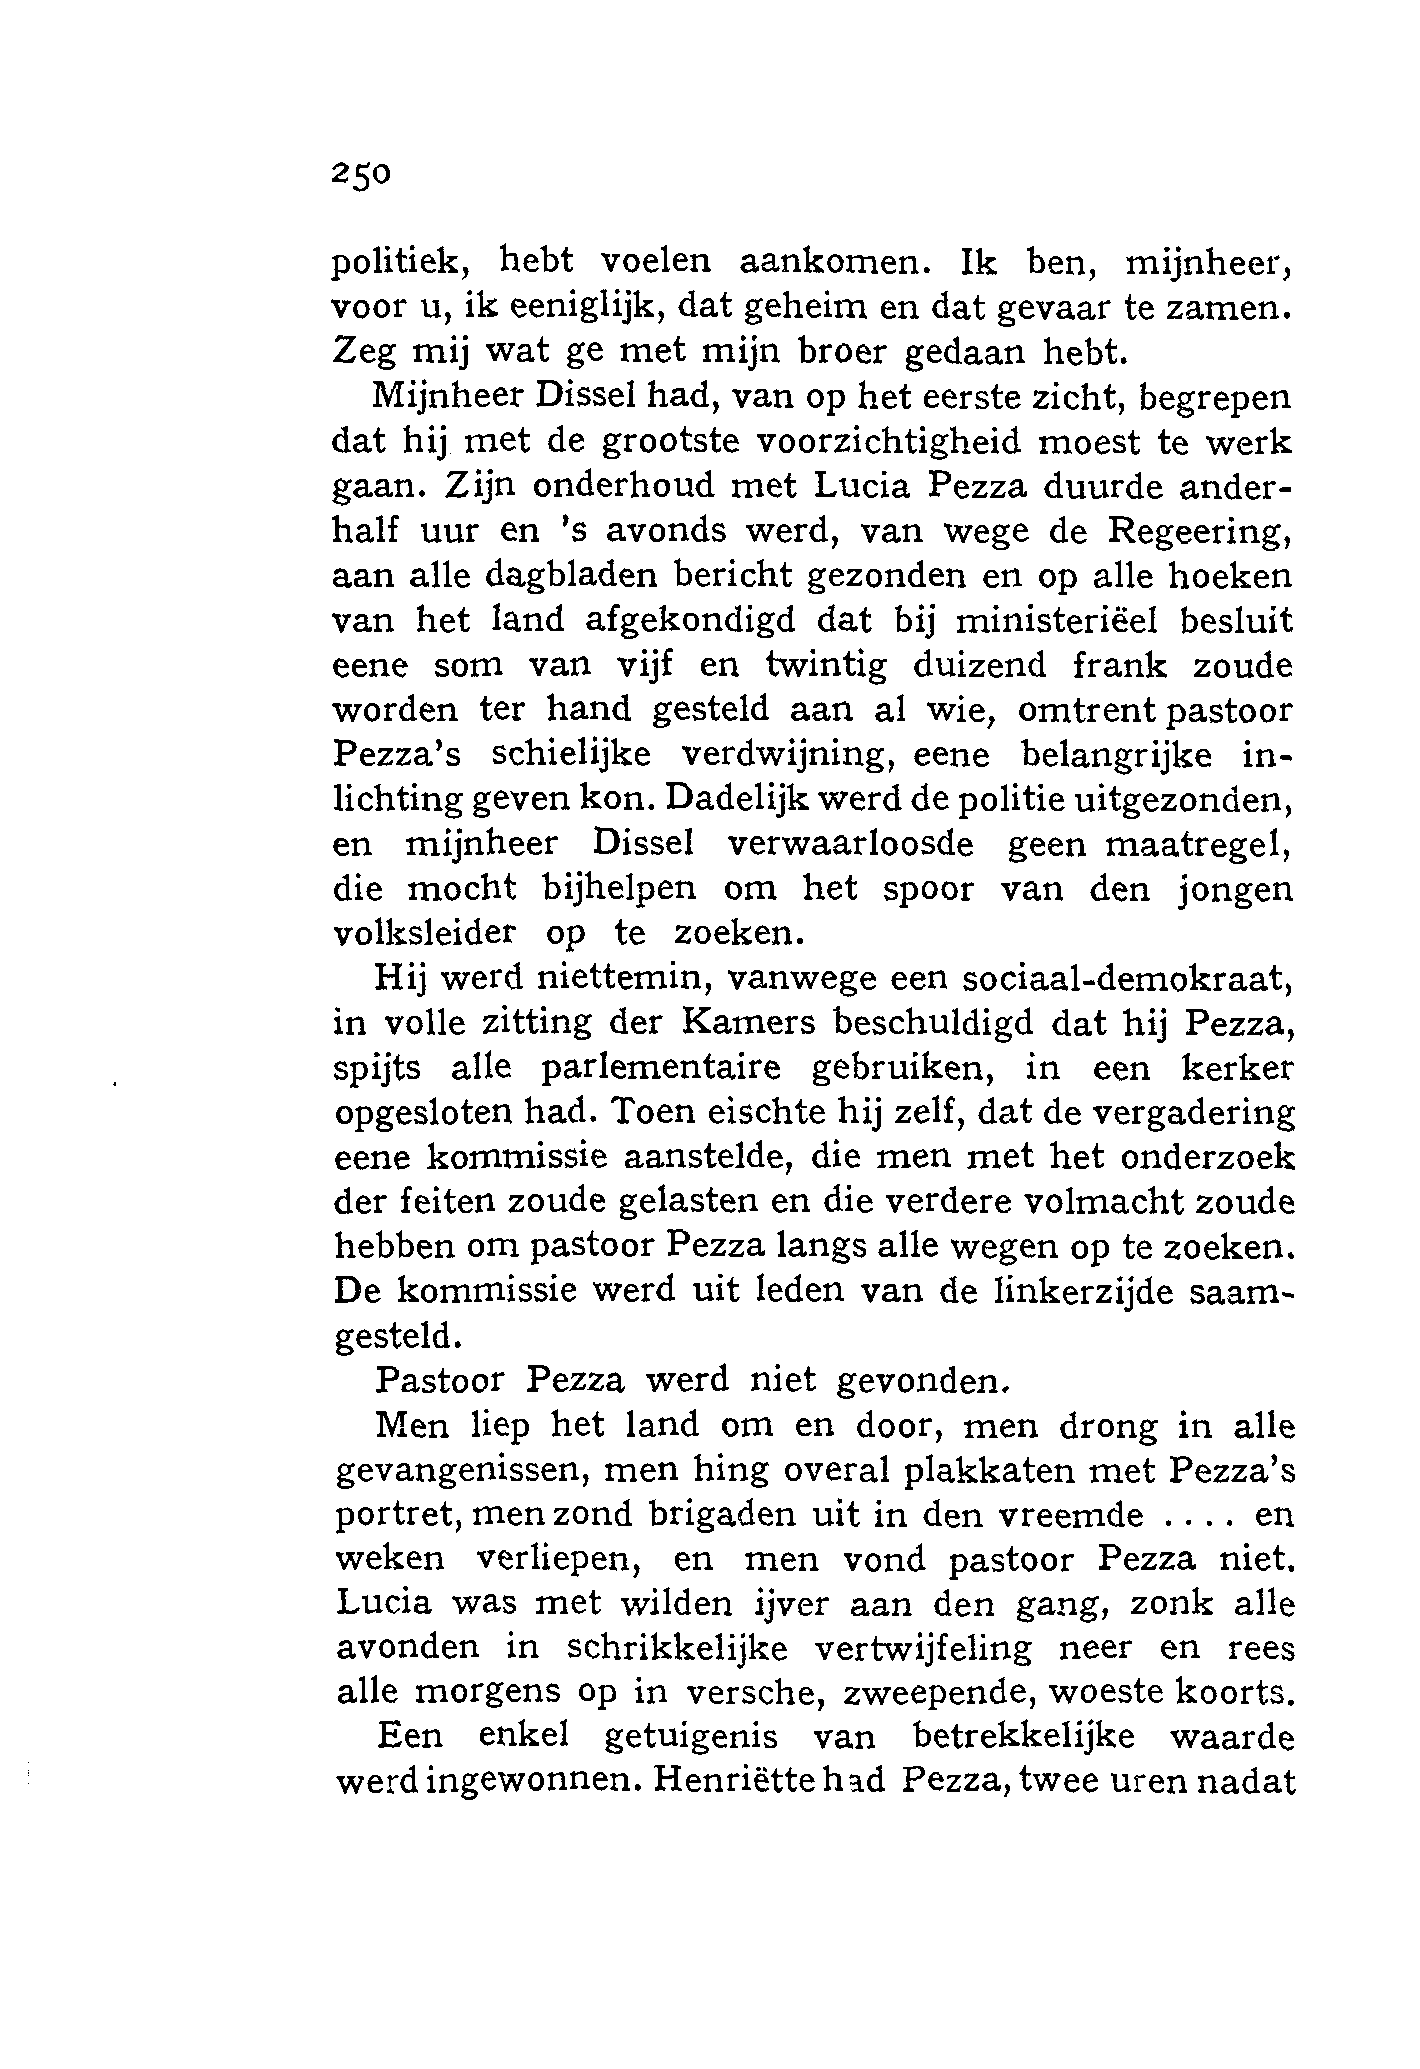 250
politiek, hebt voelen aankomen. Ik ben, mijnheer,
voor u, ik eeniglijk, dat geheim en dat gevaar te zamen.
Zeg mij wat ge met mijn broer gedaan hebt.
Mijnheer Dissel had, van op het eerste zicht, begrepen
dat hij met de grootste voorzichtigheid moest te werk
gaan. Zijn onderhoud met Lucia Pezza duurde ander-
half uur en 's avonds werd, van wege de Regeering,
aan alle dagbladen bericht gezonden en op alle hoeken
van het land afgekondigd dat bij ministerieël besluit
eene som van vijf en twintig duizend frank zoude
worden ter hand gesteld aan al wie, omtrent pastoor
Pezza's schielijke verdwijning, eene belangrijke in-
lichting geven kon. Dadelijk werd de politie uitgezonden,
en mijnheer Dissel verwaarloosde geen maatregel,
die mocht bijhelpen om het spoor van den jongen
volksleider op te zoeken.
Hij werd niettemin, vanwege een sociaal-demokraat,
in volle zitting der Kamers beschuldigd dat hij Pezza,
spijts alle parlementaire gebruiken, in een kerker
opgesloten had. Toen eischte hij zelf, dat de vergadering
eene kommissie aanstelde, die men met het onderzoek
der feiten zoude gelasten en die verdere volmacht zoude
hebben om pastoor Pezza langs alle wegen op te zoeken.
De kommissie werd uit leden van de linkerzijde saam-
gesteld.
Pastoor Pezza werd niet gevonden.
Men liep het land om en door, men drong in alle
gevangenissen, men hing overal plakkaten met Pezza's
portret, men zond brigaden uit in den vreemde .... en
weken verliepen, en men vond pastoor Pezza niet.
Lucia was met wilden ijver aan den gang, zonk alle
avonden in schrikkelijke vertwijfeling neer en rees
alle morgens op in versche, zweepende, woeste koorts.
Een enkel getuigenis van betrekkelijke waarde
werd ingewonnen. Henriëtte had Pezza, twee uren nadat